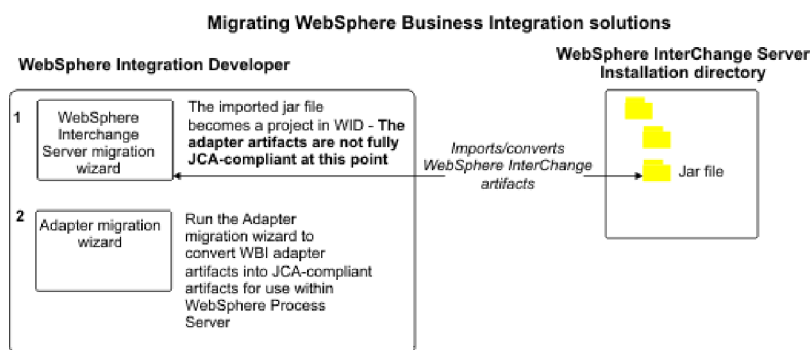 Migrating WebSphere Business Integration solutions
WebSphere Integration Developer
WebSphere InterChange Server
Installation directory
1
WebSphere
Interchange
Server migration
wizard
The imported jar file
becomes a project in WID - The
adapter artifacts are not fully
JCA-compliant at this point
Imports/converts
WebSphere InterChange
artifacts
Jar file
2
Adapter migration
wizard
Run the Adapter
migration wizard to
convert WBI adapter
artifacts into JCA-compliant
artifacts for use within
WebSphere Process
Server